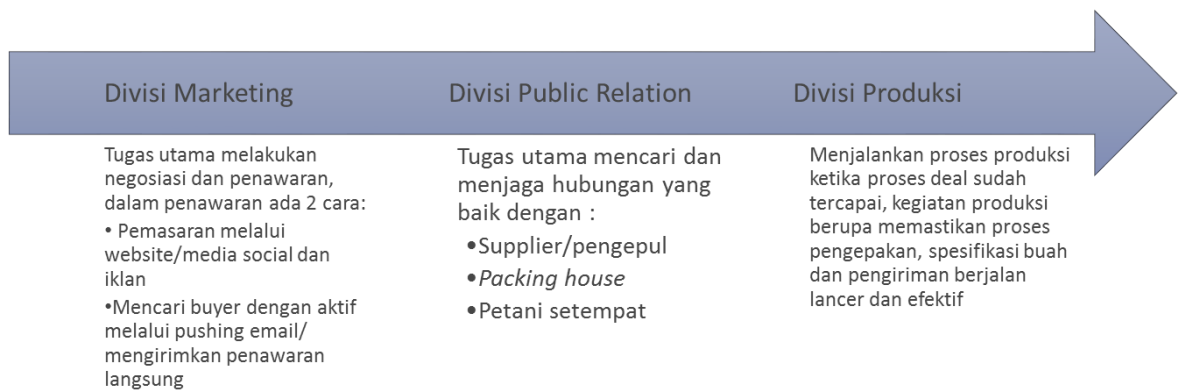 Divisi Marketing
Tugas utama melakukan
negosiasi dan penawaran,
dalam penawaran ada 2 cara:
• Pemasaran melalui
website/media social dan
iklan
•Mencari buyer dengan aktif
melalui pushing email/
mengirimkan penawaran
langsung
Divisi Public Relation
Tugas utama mencari dan
menjaga hubungan yang
baik dengan :
•Supplier/pengepul
•Packing house
•Petani setempat
Divisi Produksi
Menjalankan proses produksi
ketika proses deal sudah
tercapai, kegiatan produksi
berupa memastikan proses
pengepakan, spesifikasi buah
dan pengiriman berjalan
lancer dan efektif